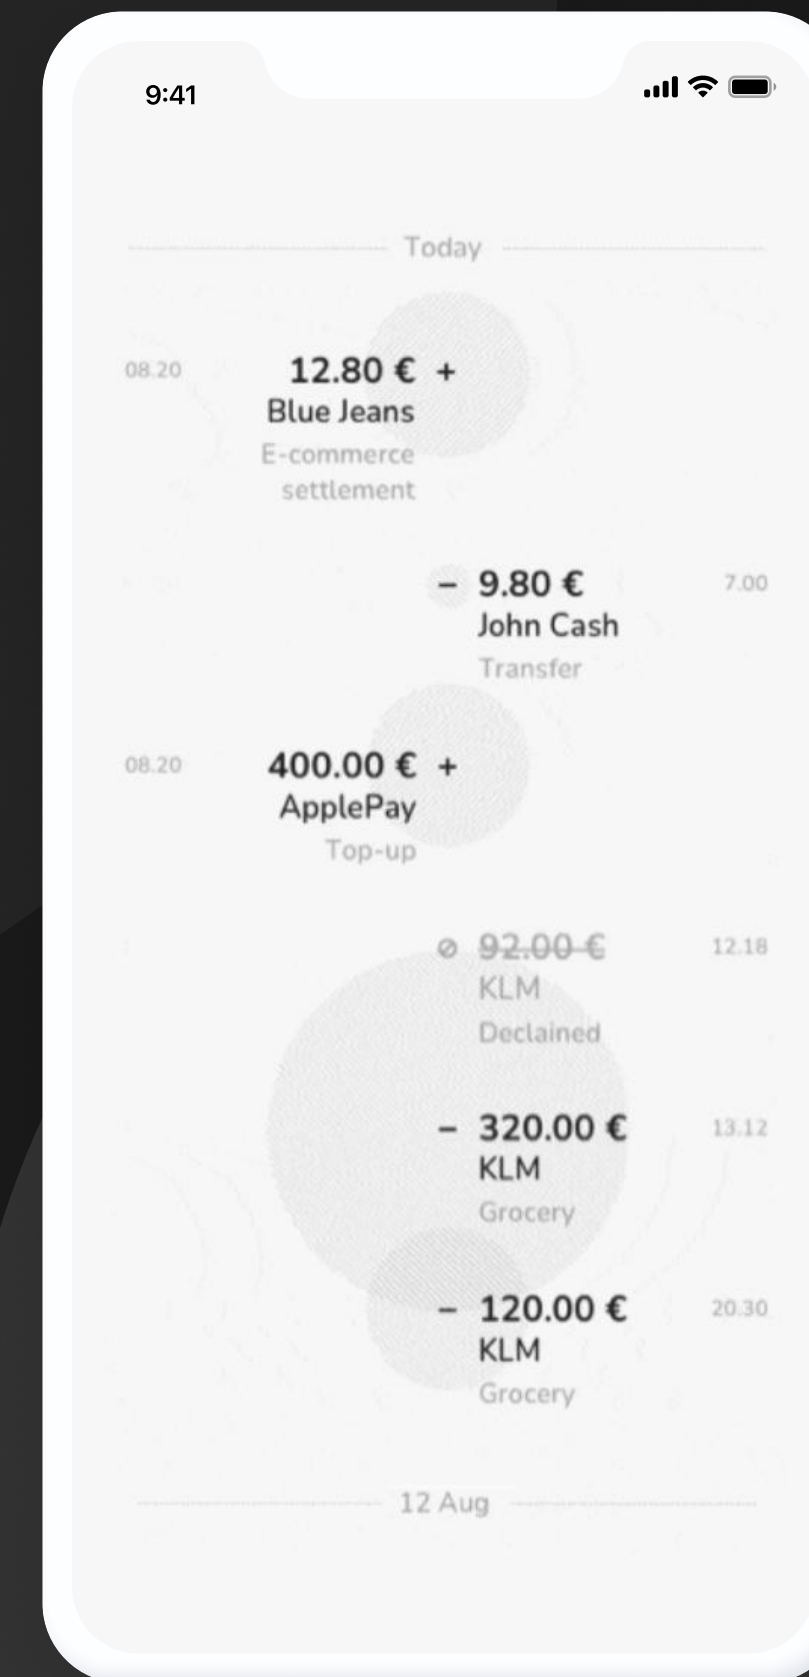 9:41
Today
08.20 12.80 € +
Blue Jeans
E-commerce
settlement
– 9.80 € 7.00
John Cash
Transfer
08.20 400.00 € +
ApplePay
Top-up
⊘ 92.00 € 12.18
KLM
Declained
– 320.00 € 13.12
KLM
Grocery
– 120.00 € 20.30
KLM
Grocery
12 Aug